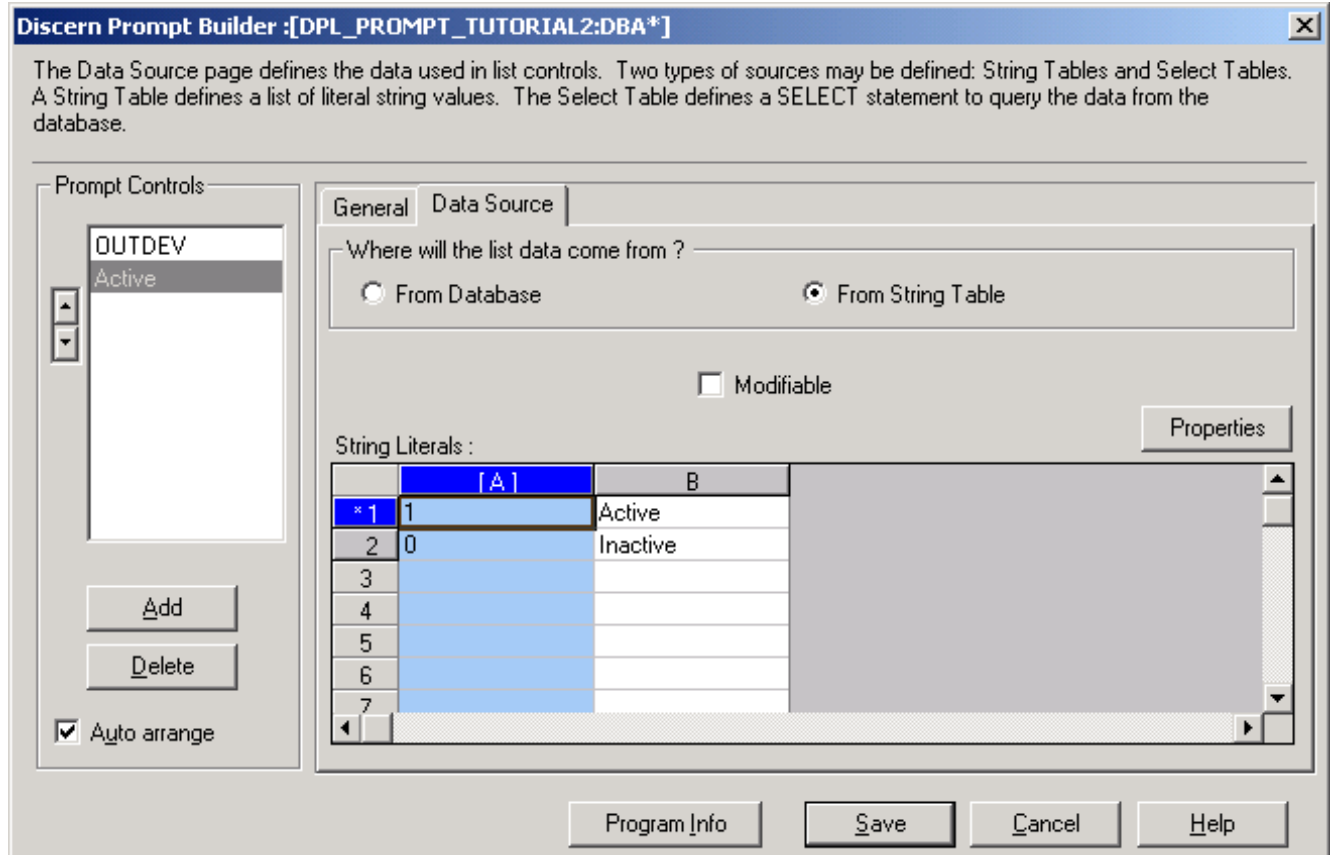 Discern Prompt Builder :[DPL_PROMPT_TUTORIAL2:DBA*]
The Data Source page defines the data used in list controls.  Two types of sources may be defined: String Tables and Select Tables.
A String Table defines a list of literal string values.  The Select Table defines a SELECT statement to query the data from the
database.
Prompt Controls
OUTDEV
Active
Add
Delete
Auto arrange
General Data Source
Where will the list data come from ?
From Database From String Table
Modifiable
Properties
String Literals :
[ A ] B
* 1 1 Active
2 0 Inactive
3
4
5
6
7
Program Info Save Cancel Help